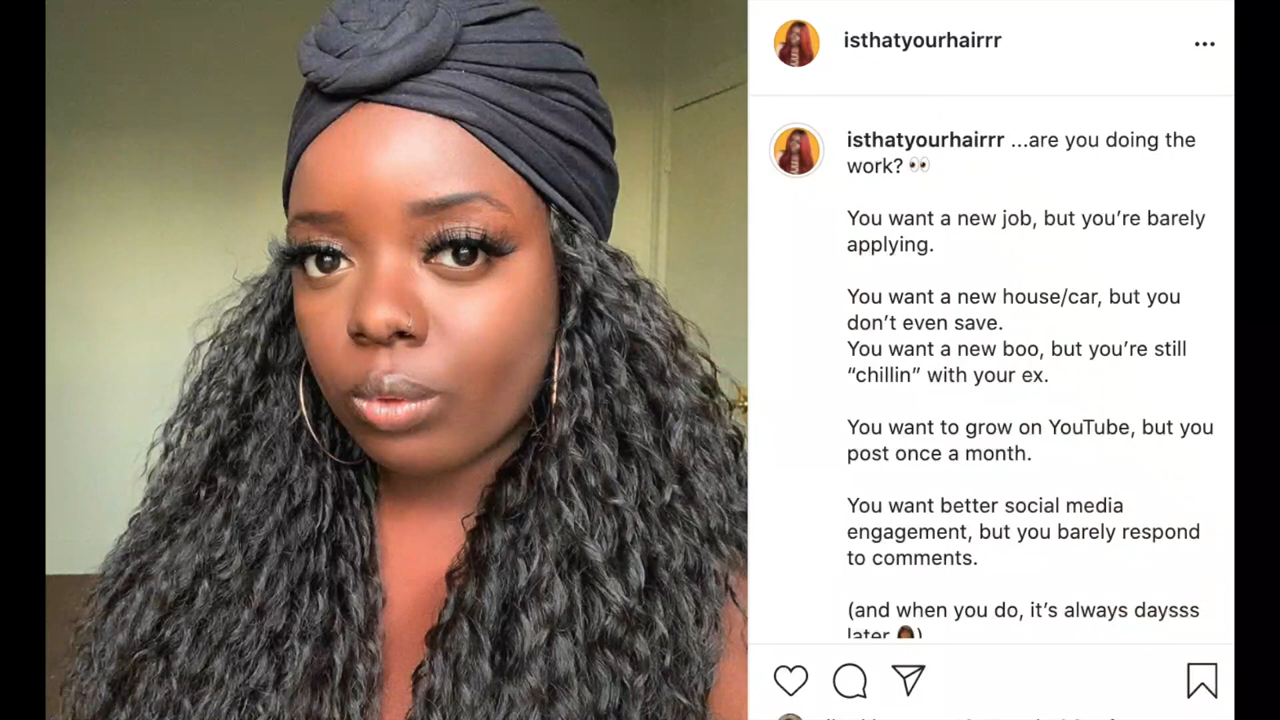 isthatyourhairrr
isthatyourhairrr ...are you doing the
work? 👀
You want a new job, but you're barely
applying.
You want a new house/car, but you
don't even save.
You want a new boo, but you're still
“chillin” with your ex.
You want to grow on YouTube, but you
post once a month.
You want better social media
engagement, but you barely respond
to comments.
(and when you do, it's always daysss
later